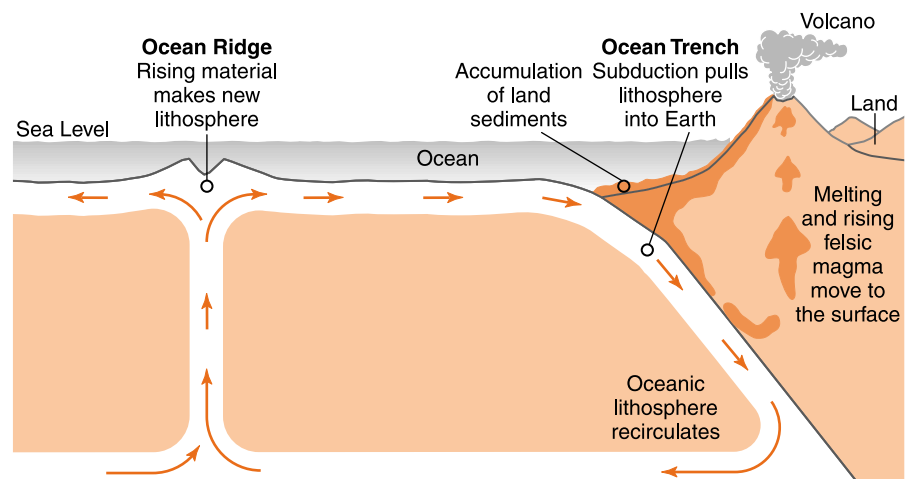 Volcano
Ocean Ridge
Rising material
makes new
lithosphere
Accumulation
of land
sediments
Ocean Trench
Subduction pulls
lithosphere
into Earth
Land
Sea Level
Ocean
Melting
and rising
felsic
magma
move to
the surface
Oceanic
lithosphere
recirculates